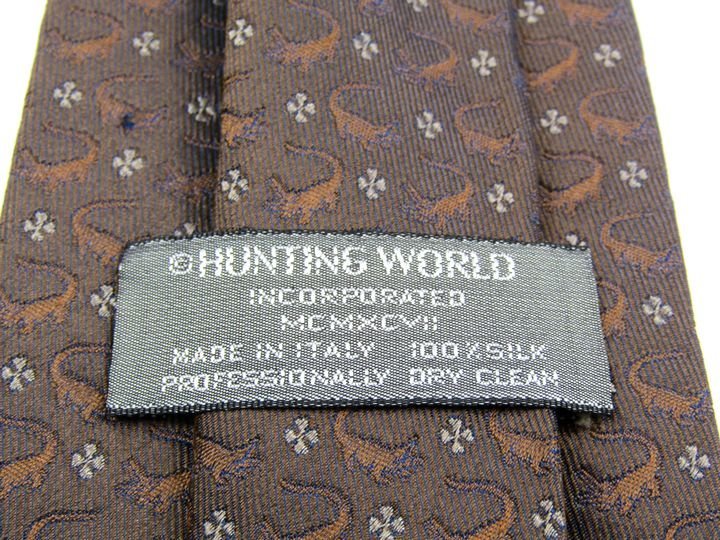 ©HUNTING WORLD
INCORPORATED
MCMXCVII
MADE IN ITALY 100%SILK
PROFESSIONALLY DRY CLEAN